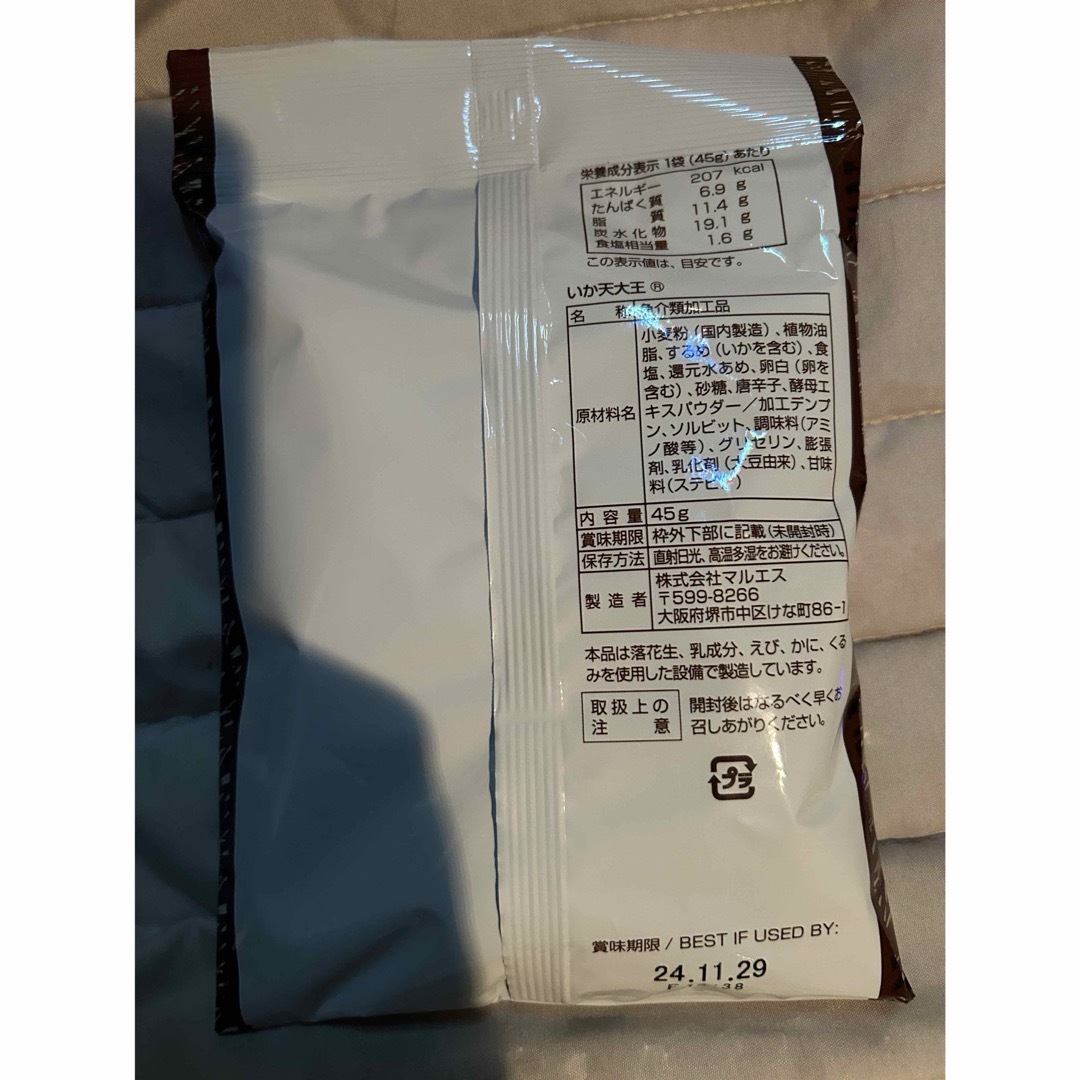 栄養成分表示 1袋 (45g) あたり
エネルギー 207 kcal
たんぱく質 6.9 g
脂質 11.4 g
炭水化物 19.1 g
食塩相当量 1.6 g
この表示値は、目安です。
いか天大王 ®
名称 魚介類加工品
原材料名
小麦粉(国内製造)、植物油
脂、するめ(いかを含む)、食
塩、還元水あめ、卵白(卵を
含む)、砂糖、唐辛子、酵母エ
キスパウダー/加工デンプ
ン、ソルビット、調味料(アミ
ノ酸等)、グリセリン、膨張
剤、乳化剤(大豆由来)、甘味
料(ステビア)
内容量 45g
賞味期限 枠外下部に記載(未開封時)
保存方法 直射日光、高温多湿をお避けください。
製造者
株式会社マルエス
〒599-8266
大阪府堺市中区けな町86-1
本品は落花生、乳成分、えび、かに、くる
みを使用した設備で製造しています。
取扱上の
注意
開封後はなるべく早くお
召しあがりください。
プラ
賞味期限 / BEST IF USED BY:
24.11.29